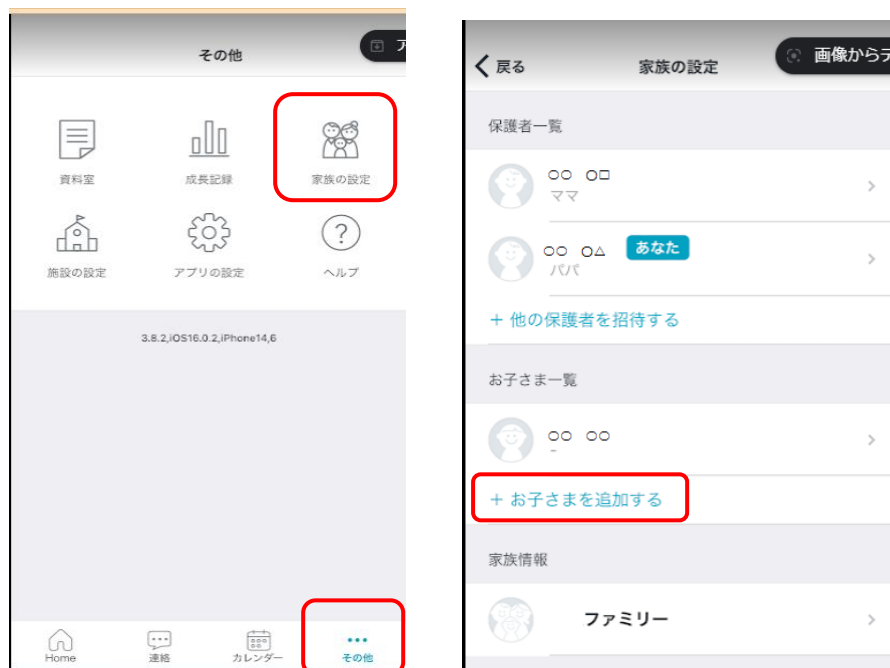 その他
ア
資料室
成長記録
家族の設定
施設の設定
アプリの設定
ヘルプ
3.8.2,iOS16.0.2,iPhone14,6
Home
連絡
カレンダー
その他
戻る
家族の設定
画像からテ
保護者一覧
○○ ○□
ママ
○○ ○△ あなた
パパ
+ 他の保護者を招待する
お子さま一覧
○○ ○○
-
+ お子さまを追加する
家族情報
ファミリー